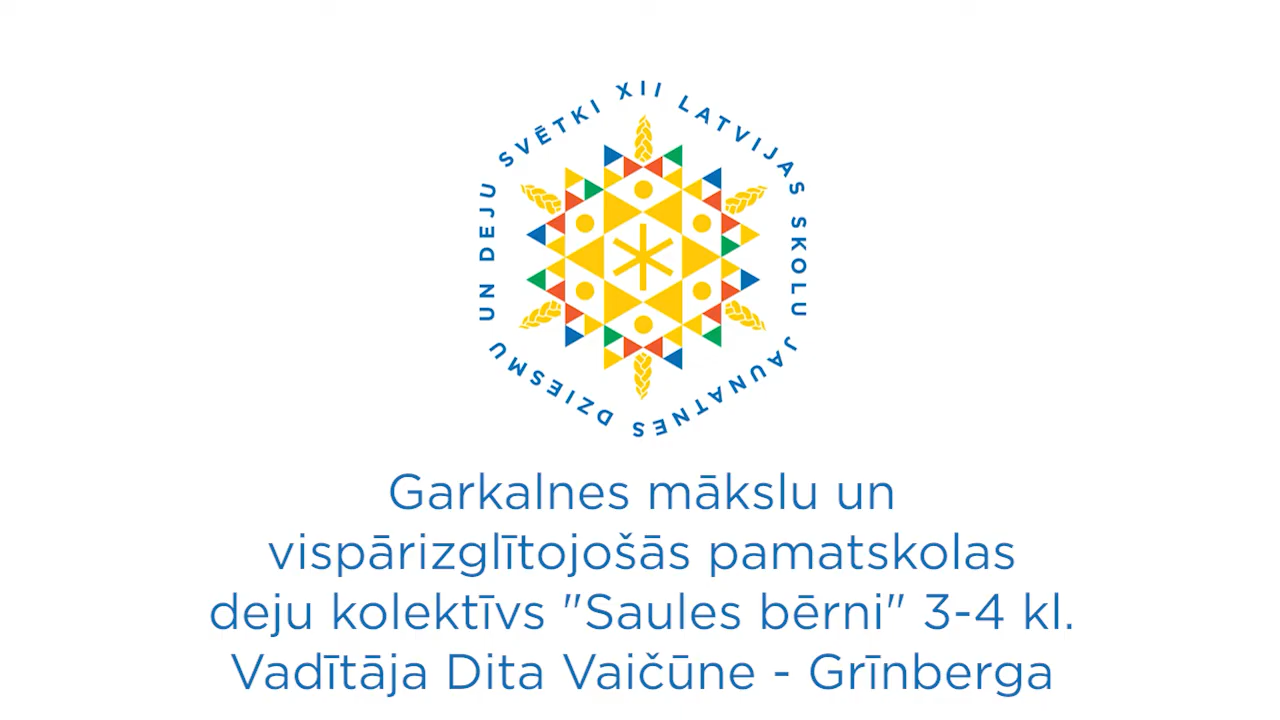 XII LATVIJAS SKOLU JAUNATNES DZIESMU UN DEJU SVĒTKI
Garkalnes mākslu un
vispārizglītojošās pamatskolas
deju kolektīvs "Saules bērni" 3-4 kl.
Vadītāja Dita Vaičūne - Grīnberga